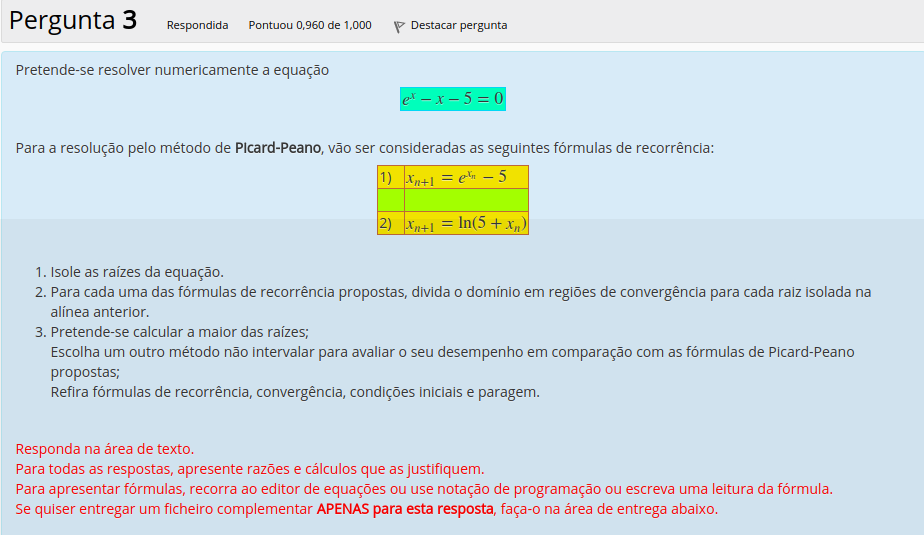 Pergunta 3 Respondida Pontuou 0,960 de 1,000 Destacar pergunta
Pretende-se resolver numericamente a equação
eˣ − x − 5 = 0
Para a resolução pelo método de Picard-Peano, vão ser consideradas as seguintes fórmulas de recorrência:
1) xₙ₊₁ = e^{xₙ} − 5
2) xₙ₊₁ = ln(5 + xₙ)
1. Isole as raízes da equação.
2. Para cada uma das fórmulas de recorrência propostas, divida o domínio em regiões de convergência para cada raiz isolada na
alínea anterior.
3. Pretende-se calcular a maior das raízes;
Escolha um outro método não intervalar para avaliar o seu desempenho em comparação com as fórmulas de Picard-Peano
propostas;
Refira fórmulas de recorrência, convergência, condições iniciais e paragem.
Responda na área de texto.
Para todas as respostas, apresente razões e cálculos que as justifiquem.
Para apresentar fórmulas, recorra ao editor de equações ou use notação de programação ou escreva uma leitura da fórmula.
Se quiser entregar um ficheiro complementar APENAS para esta resposta, faça-o na área de entrega abaixo.